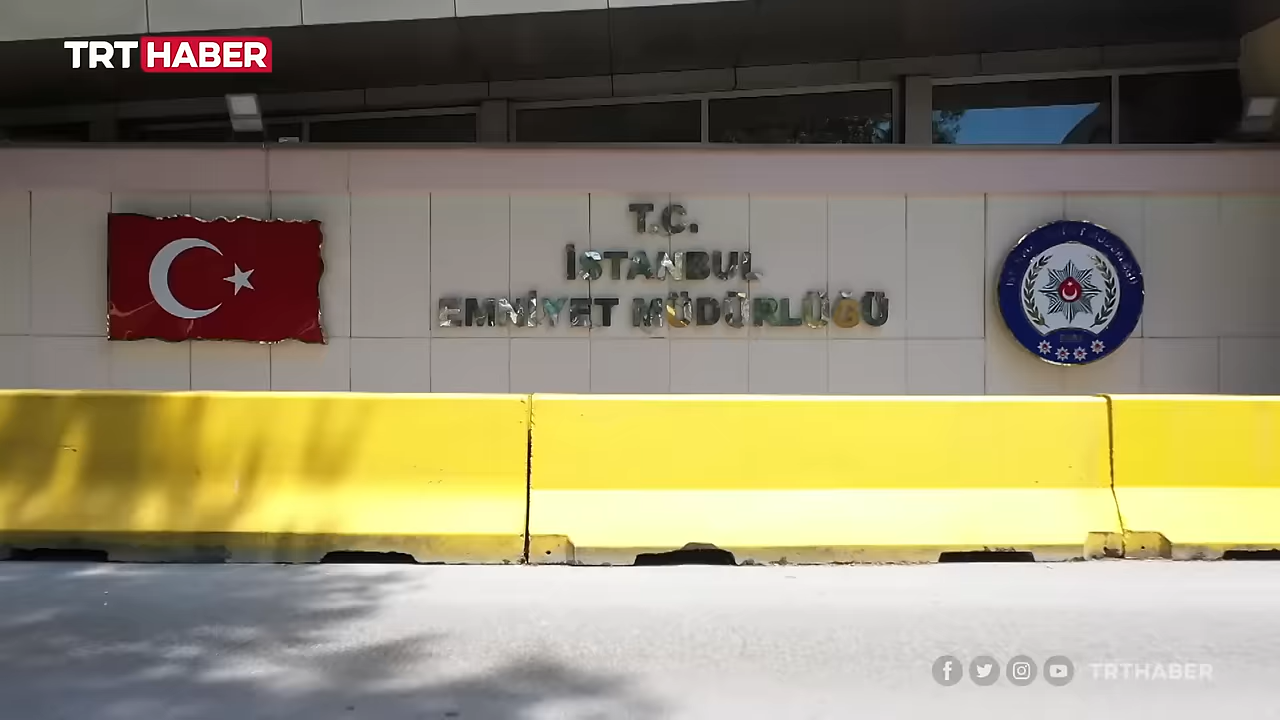 TRT HABER
T.C.
İSTANBUL
EMNİYET MÜDÜRLÜĞÜ
TRTHABER